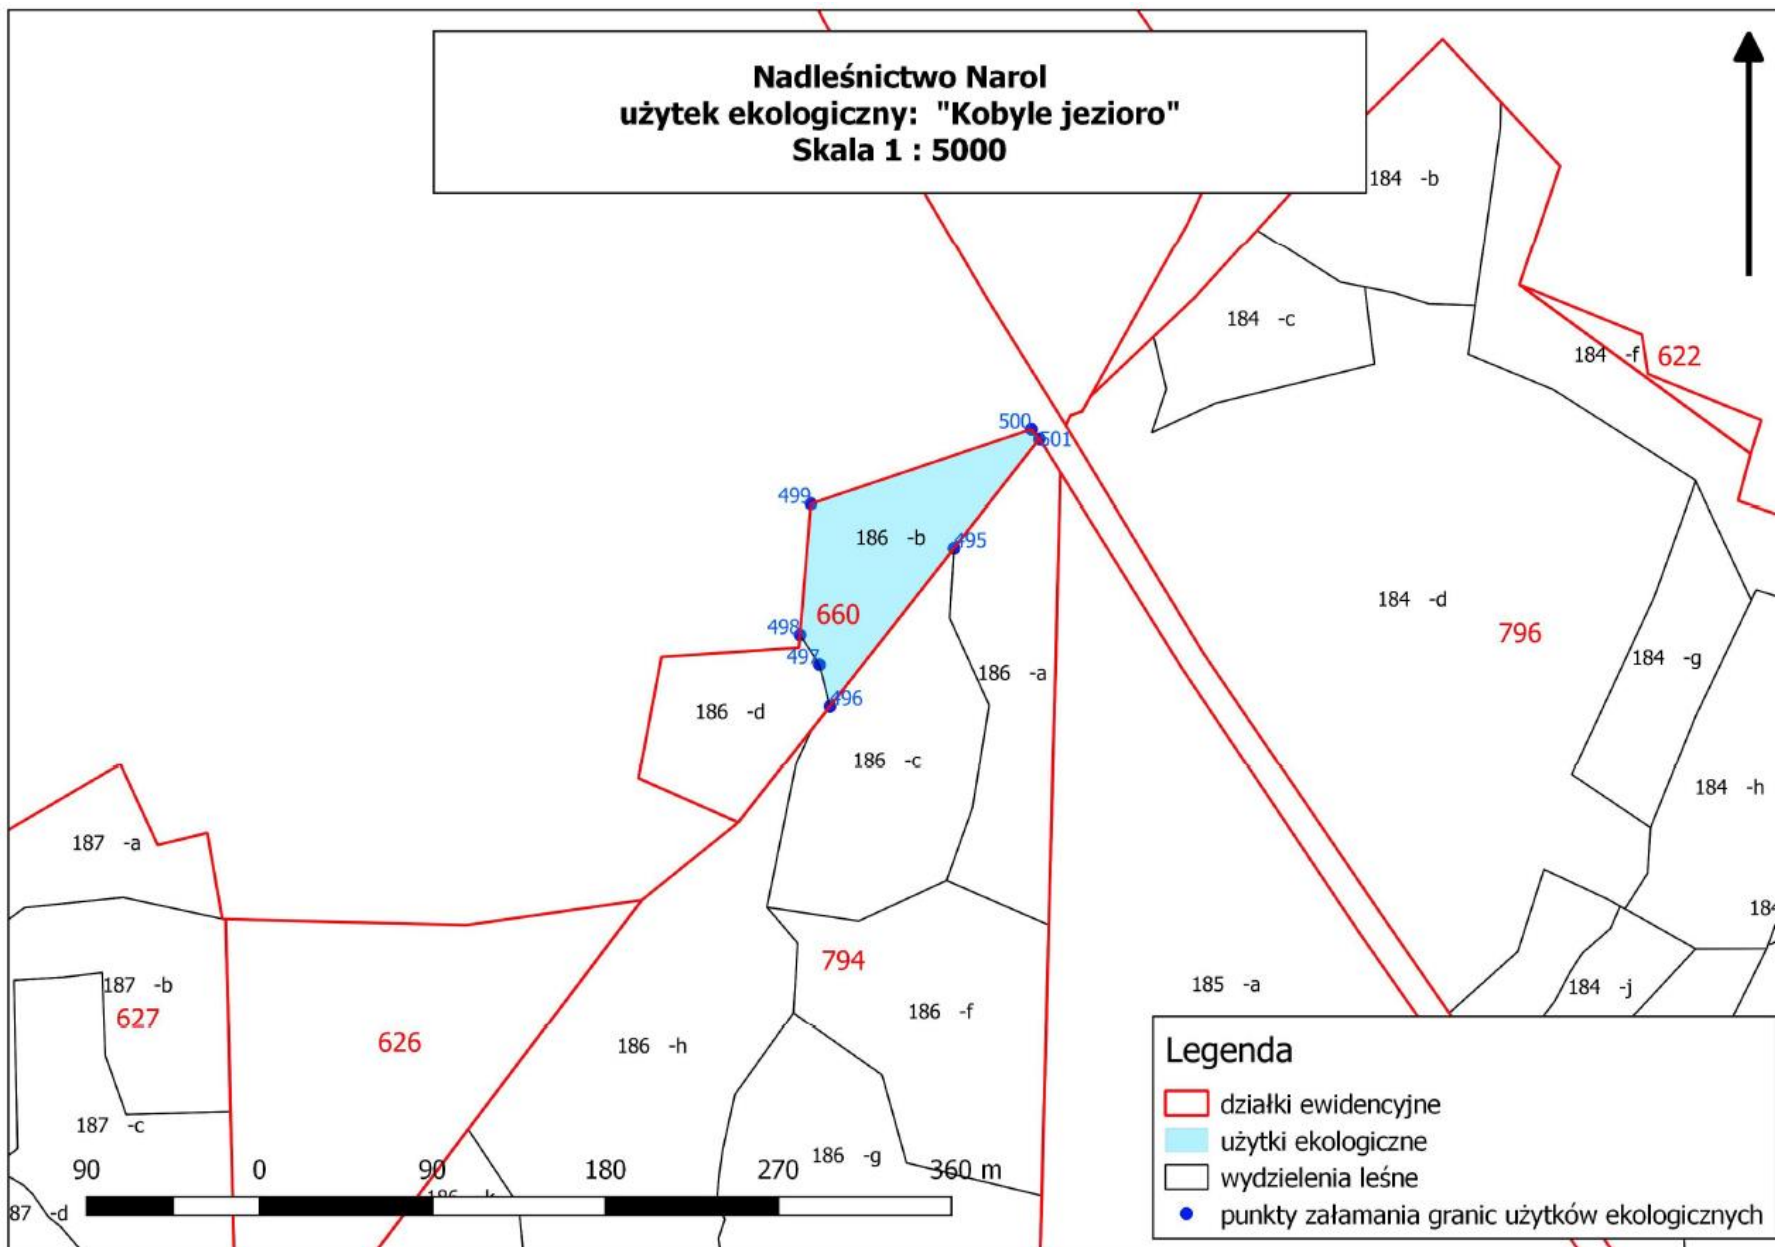 Nadleśnictwo Narol
użytek ekologiczny: "Kobyle jezioro"
Skala 1 : 5000
184 -b
184 -c
184 -f 622
500
501
499
186 -b 495
184 -d
660
498
796
497
184 -g
186 -a
496
186 -d
186 -c
184 -h
187 -a
184
794
187 -b
185 -a
184 -j
186 -f
627
626
186 -h
187 -c
186 -g
90 0 90 180 270 360 m
186 -k
87 -d
Legenda
działki ewidencyjne
użytki ekologiczne
wydzielenia leśne
punkty załamania granic użytków ekologicznych